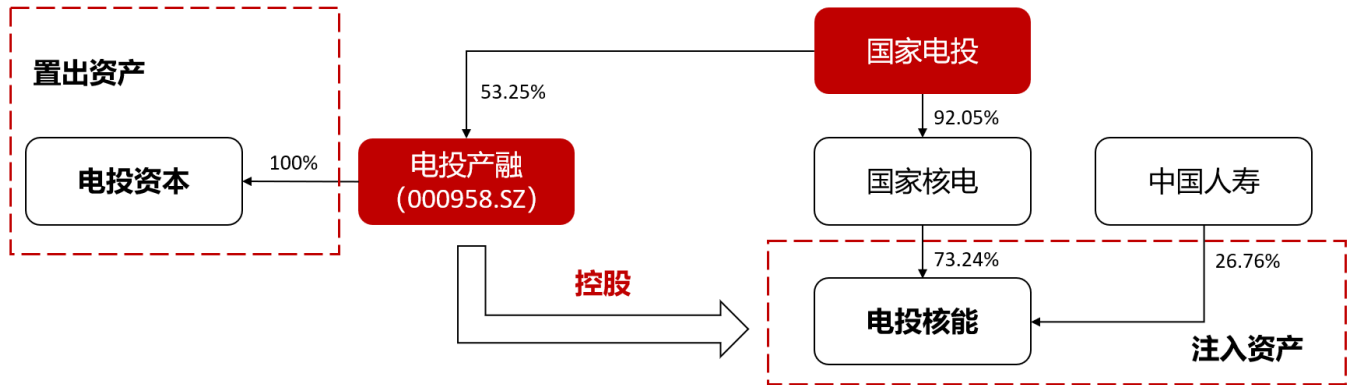 置出资产
国家电投
53.25%
92.05%
电投资本
100%
电投产融
（000958.SZ）
国家核电
中国人寿
控股
73.24%
26.76%
电投核能
注入资产